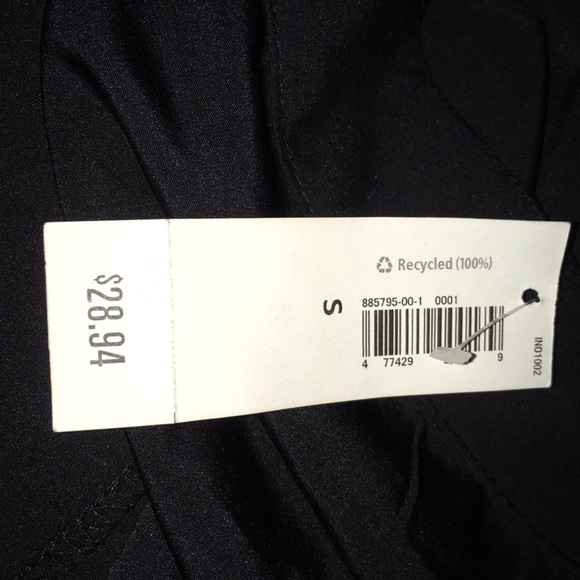 $28.94
Recycled (100%)
S
885795-00-1 0001
4 77429 9
IN01002